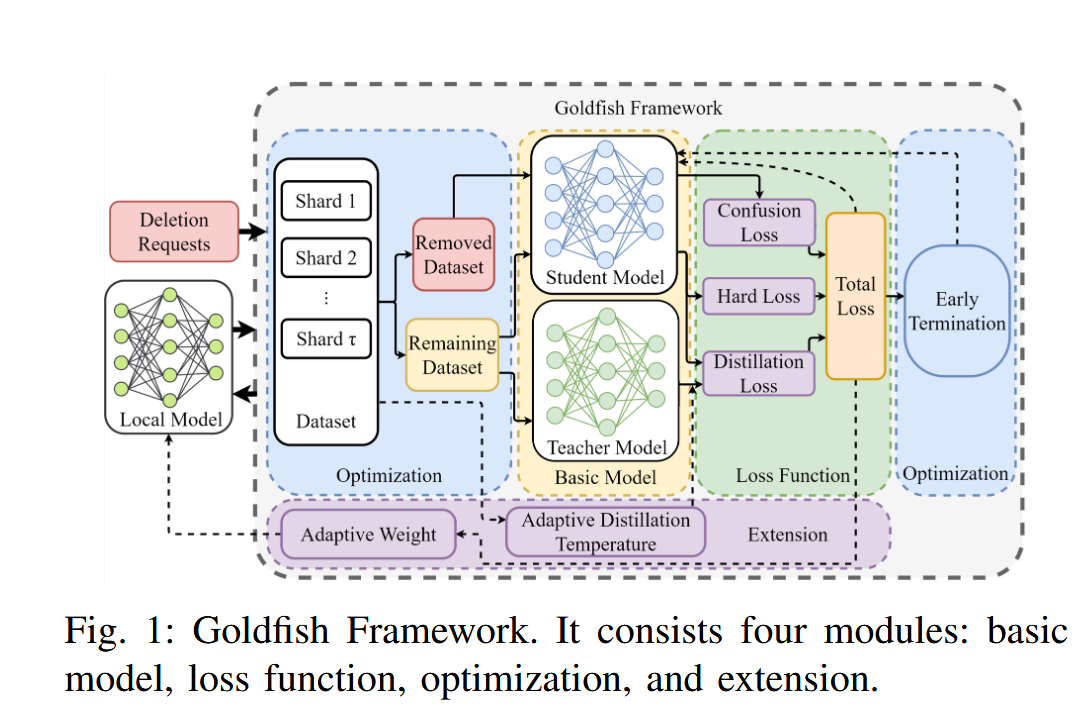 Goldfish Framework
Deletion
Requests
Local Model
Shard 1
Shard 2
⋮
Shard τ
Dataset
Removed
Dataset
Remaining
Dataset
Optimization
Student Model
Teacher Model
Basic Model
Confusion
Loss
Hard Loss
Distillation
Loss
Total
Loss
Loss Function
Early
Termination
Optimization
Adaptive Weight
Adaptive Distillation
Temperature
Extension
Fig. 1: Goldfish Framework. It consists four modules: basic
model, loss function, optimization, and extension.